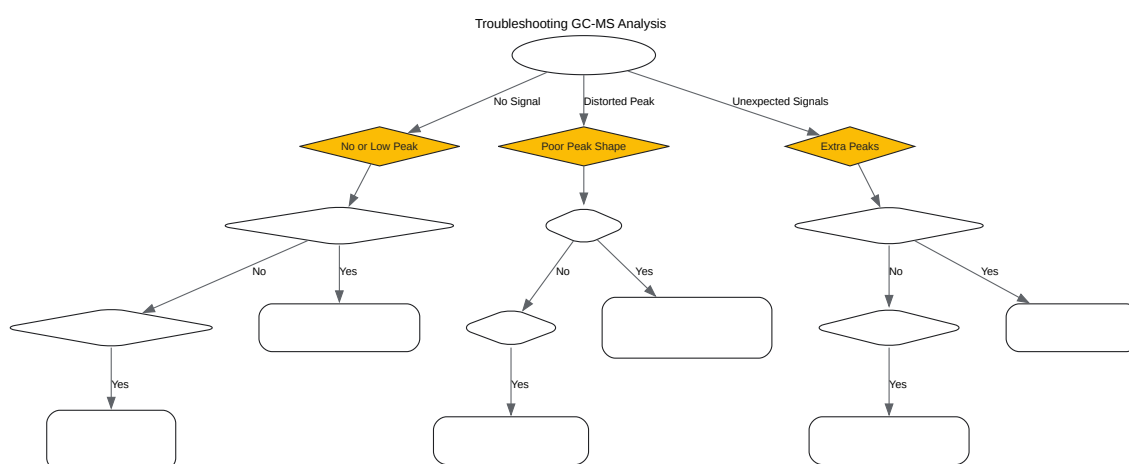 Troubleshooting GC-MS Analysis
No Signal
Distorted Peak
Unexpected Signals
No or Low Peak
Poor Peak Shape
Extra Peaks
No
Yes
No
Yes
No
Yes
Yes
Yes
Yes